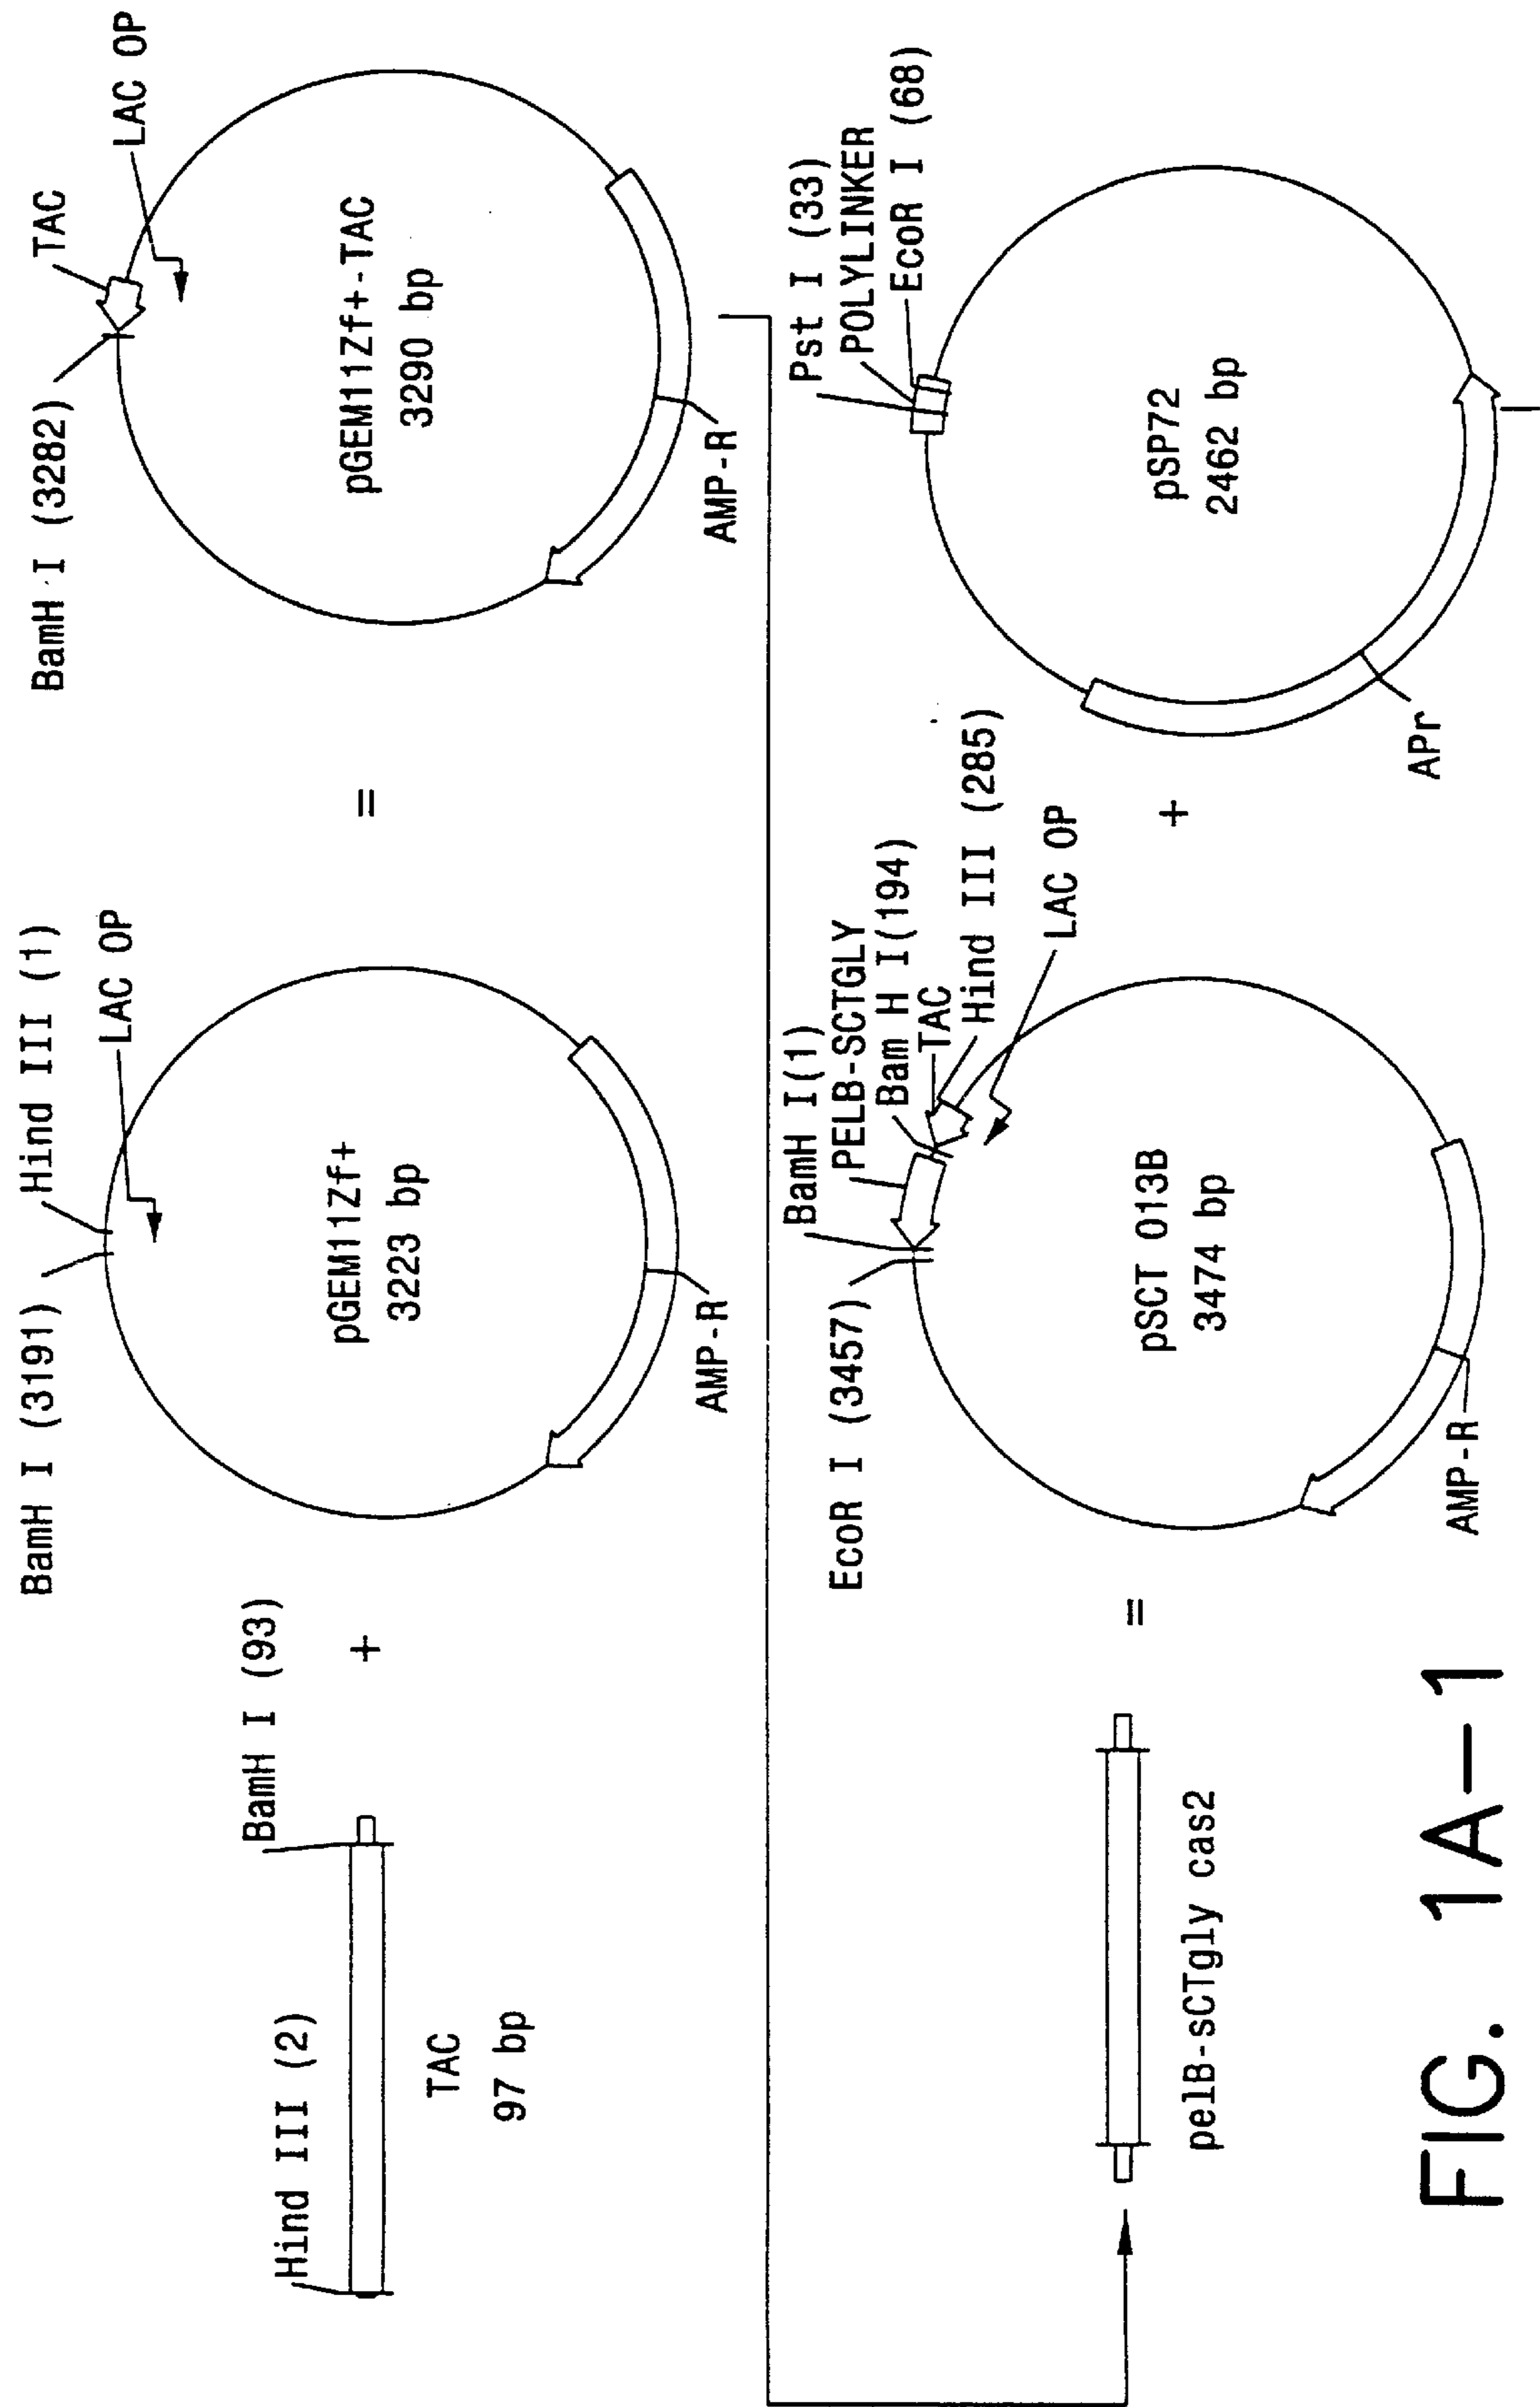 Hind III (2)
BamH I (93)
TAC
97 bp
+
BamH I (3191)
Hind III (1)
LAC OP
pGEM11Zf+
3223 bp
AMP-R
=
BamH I (3282)
TAC
LAC OP
pGEM11Zf+-TAC
3290 bp
AMP-R
pelB-sCTgly cas2
=
EcoR I (3457)
BamH I(1)
PELB-SCTGLY
Bam H I(194)
TAC
Hind III (285)
LAC OP
pSCT 013B
3474 bp
AMP-R
+
Pst I (33)
POLYLINKER
EcoR I (68)
pSP72
2462 bp
APr
FIG. 1A-1